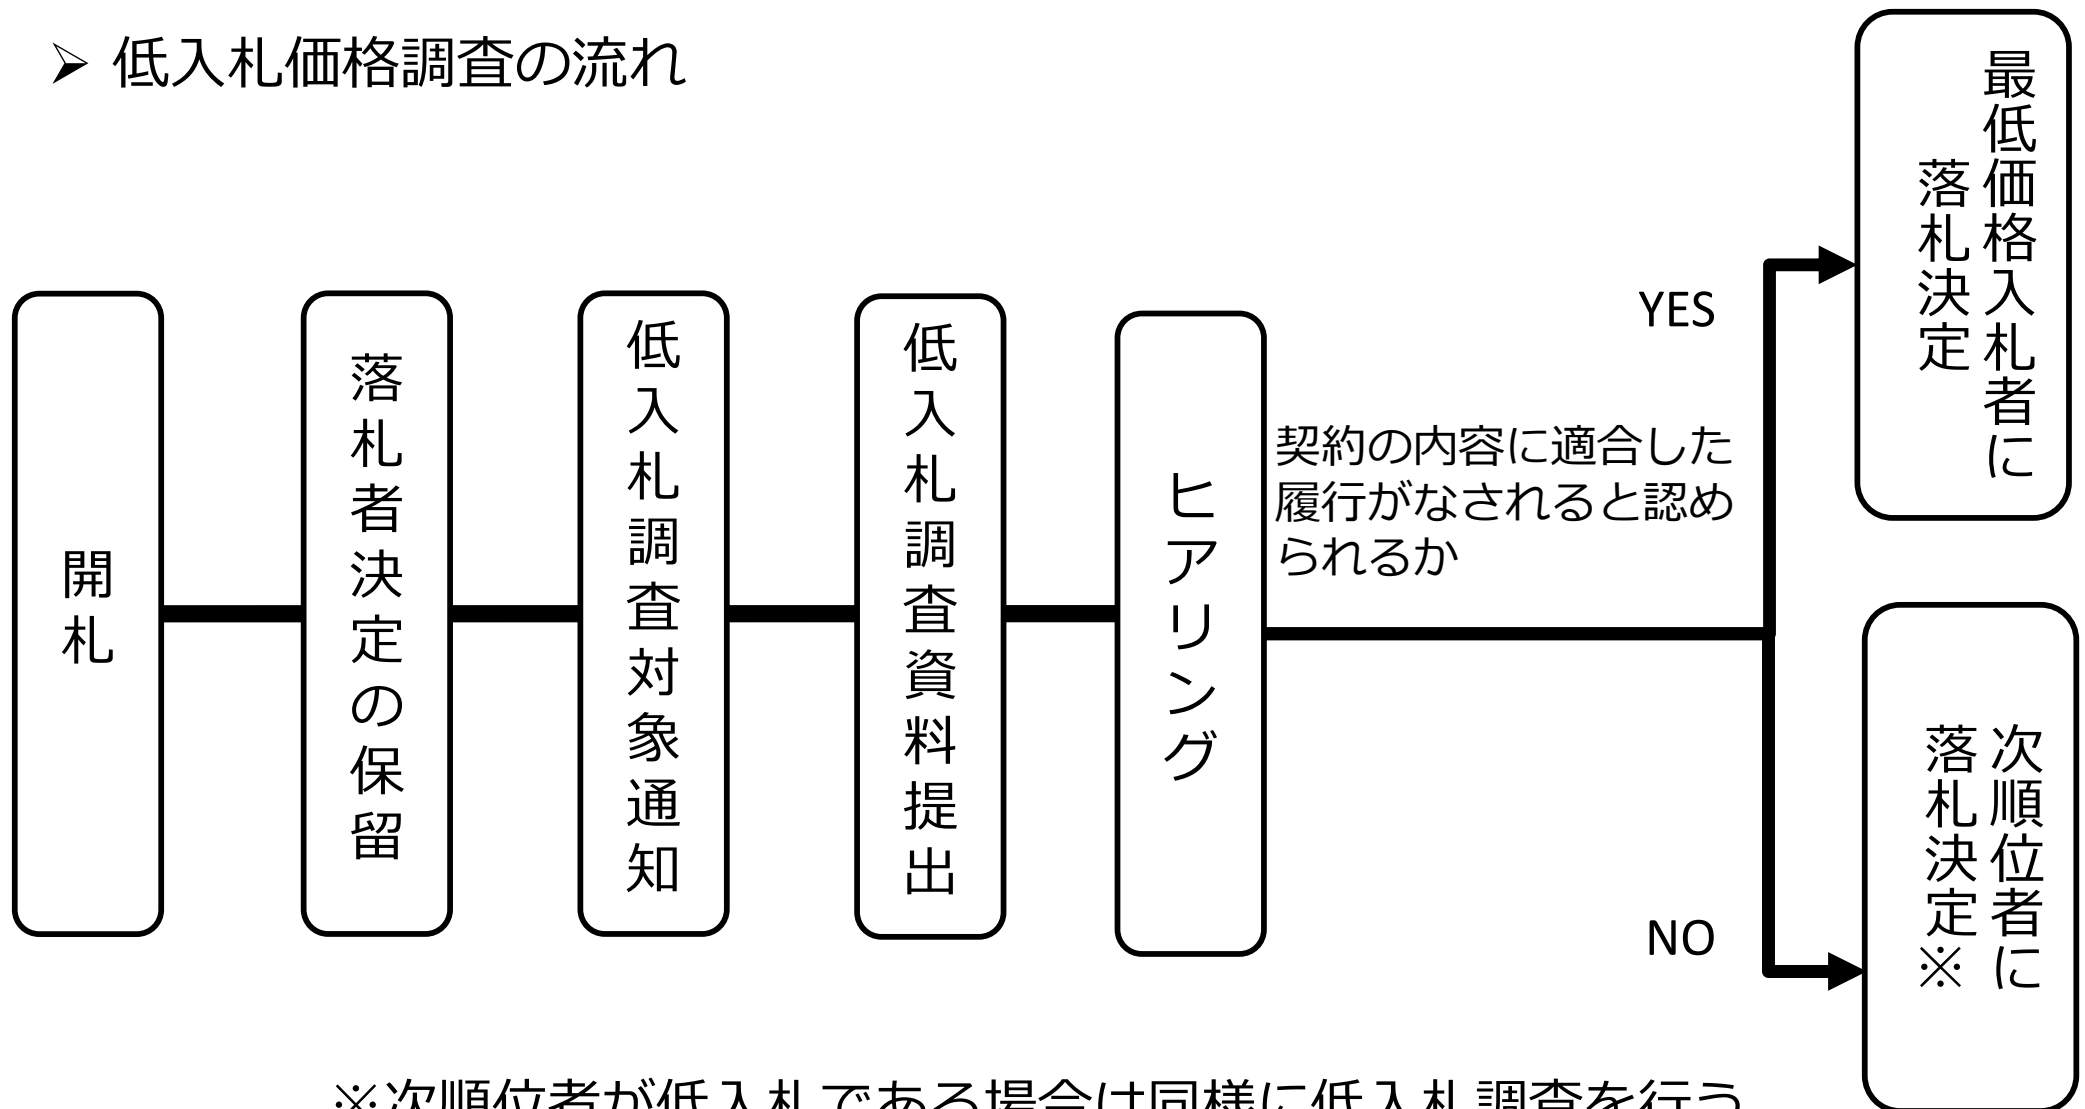 ➢ 低入札価格調査の流れ
開札
落札者決定の保留
低入札調査対象通知
低入札調査資料提出
ヒアリング
契約の内容に適合した
履行がなされると認め
られるか
YES
最低価格入札者に
落札決定
NO
次順位者に
落札決定※
※次順位者が低入札である場合は同様に低入札調査を行う